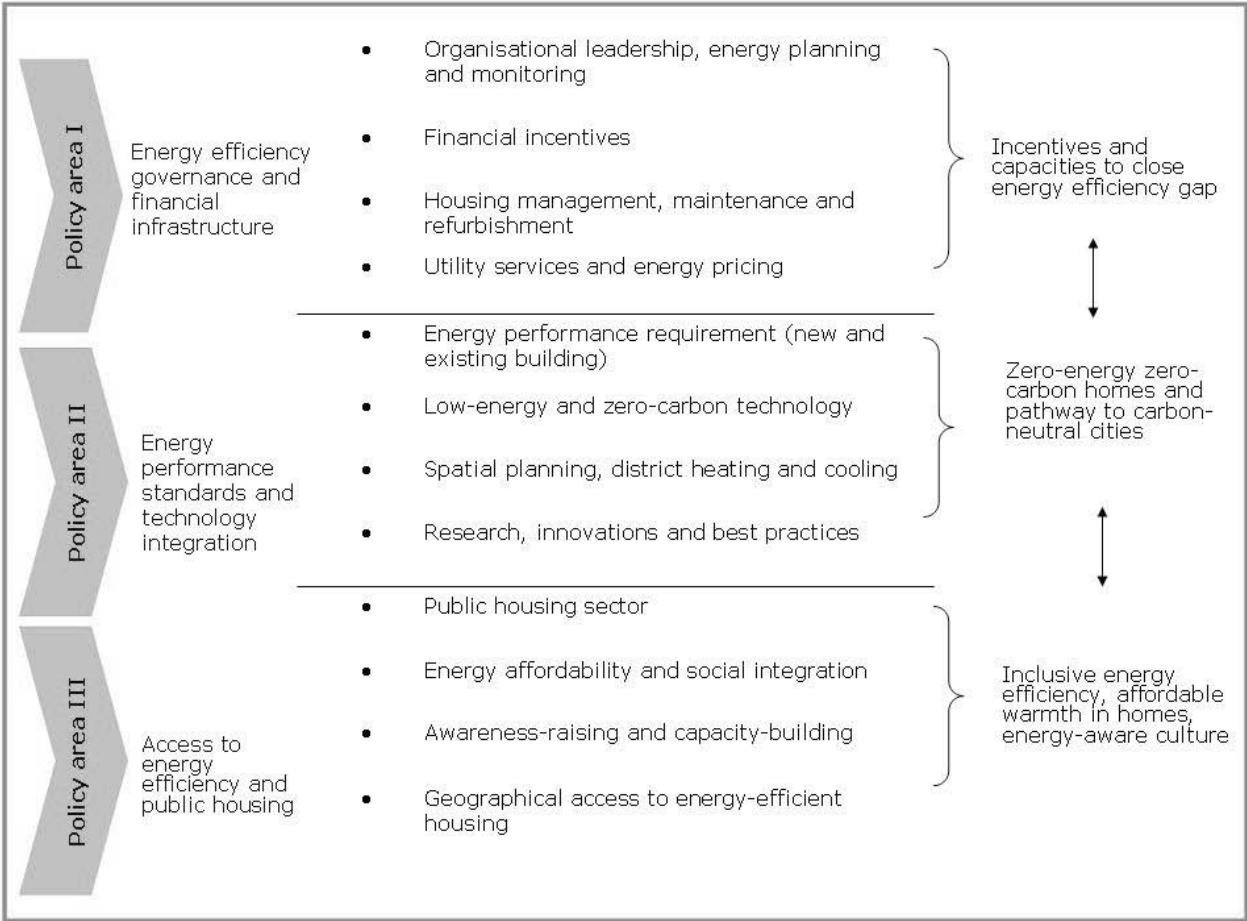 Policy area I
Energy efficiency
governance and
financial
infrastructure
• Organisational leadership, energy planning
and monitoring
• Financial incentives
• Housing management, maintenance and
refurbishment
• Utility services and energy pricing
Incentives and
capacities to close
energy efficiency gap
Policy area II
Energy
performance
standards and
technology
integration
• Energy performance requirement (new and
existing building)
• Low-energy and zero-carbon technology
• Spatial planning, district heating and cooling
• Research, innovations and best practices
Zero-energy zero-
carbon homes and
pathway to carbon-
neutral cities
Policy area III
Access to
energy
efficiency and
public housing
• Public housing sector
• Energy affordability and social integration
• Awareness-raising and capacity-building
• Geographical access to energy-efficient
housing
Inclusive energy
efficiency, affordable
warmth in homes,
energy-aware culture